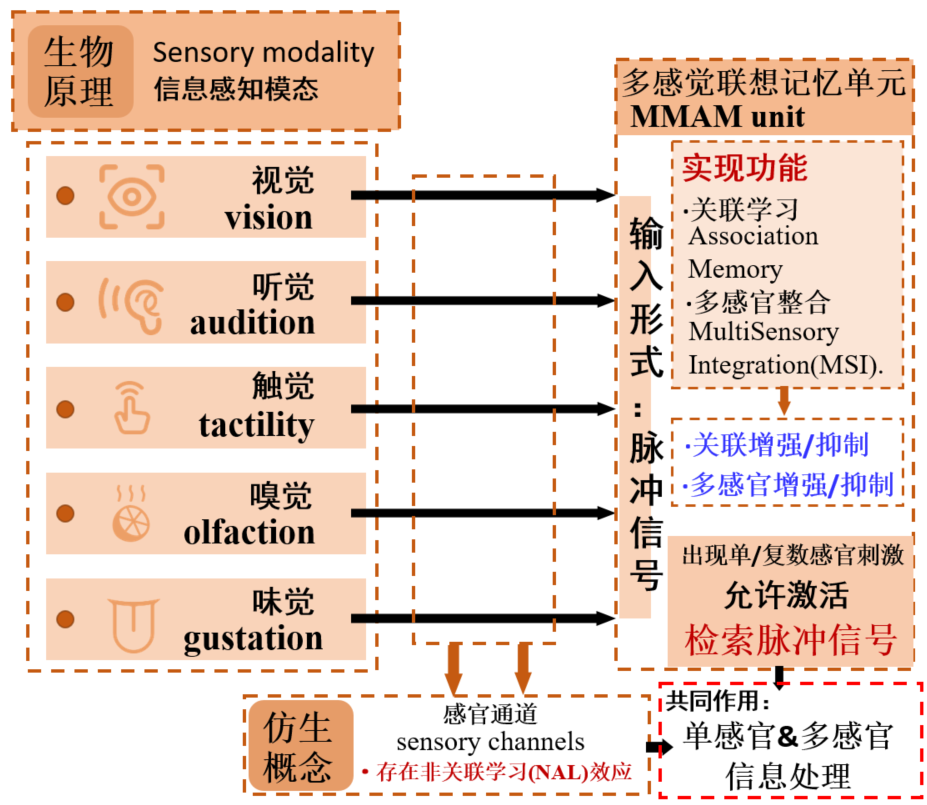 生物
原理
Sensory modality
信息感知模态
视觉
vision
听觉
audition
触觉
tactility
嗅觉
olfaction
味觉
gustation
多感觉联想记忆单元
MMAM unit
输入形式：脉冲信号
实现功能
·关联学习
Association
Memory
·多感官整合
MultiSensory
Integration(MSI).
·关联增强/抑制
·多感官增强/抑制
出现单/复数感官刺激
允许激活
检索脉冲信号
仿生
概念
感官通道
sensory channels
·存在非关联学习(NAL)效应
共同作用：
单感官&多感官
信息处理